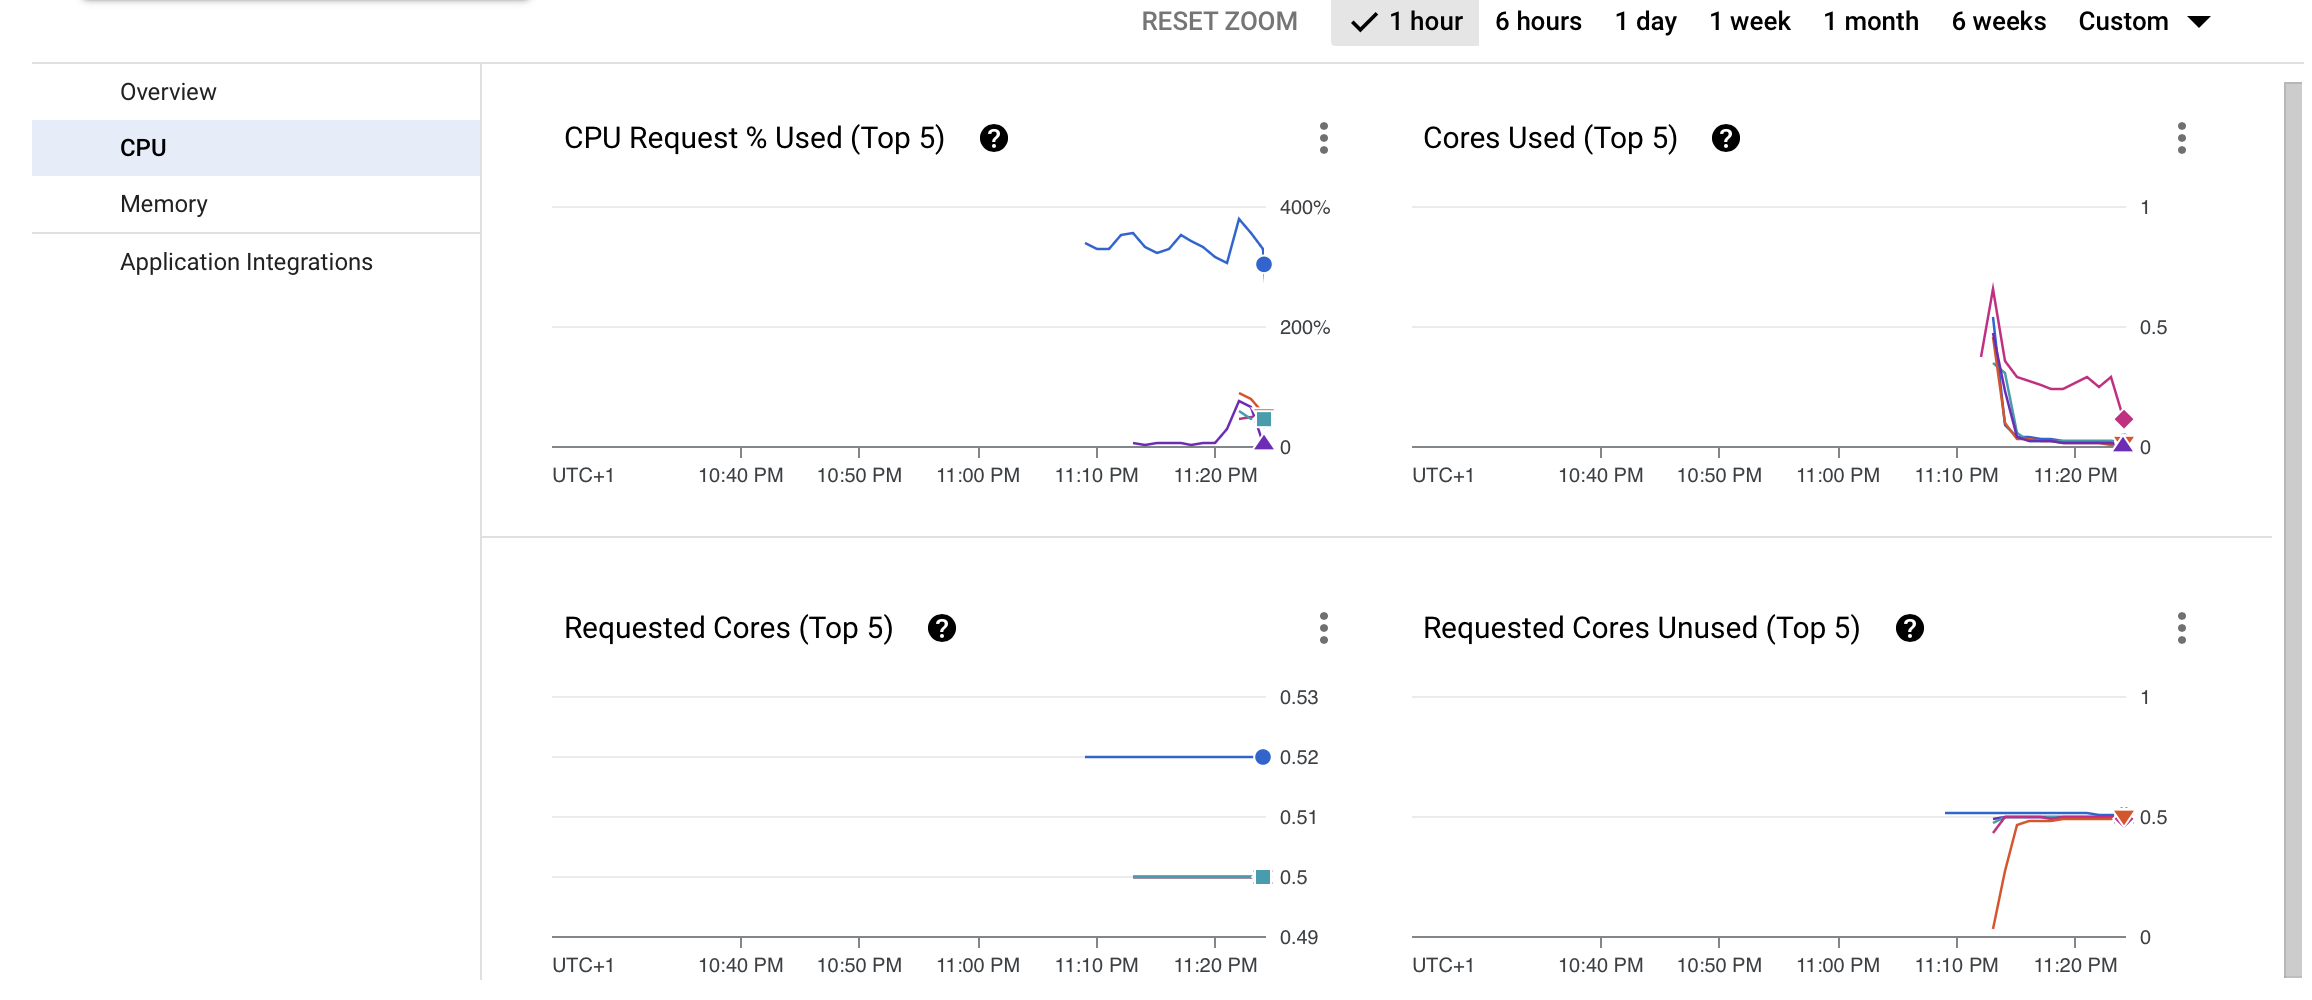 RESET ZOOM 1 hour 6 hours 1 day 1 week 1 month 6 weeks Custom
Overview
CPU
Memory
Application Integrations
CPU Request % Used (Top 5)
400%
200%
0
UTC+1 10:40 PM 10:50 PM 11:00 PM 11:10 PM 11:20 PM
Cores Used (Top 5)
1
0.5
0
UTC+1 10:40 PM 10:50 PM 11:00 PM 11:10 PM 11:20 PM
Requested Cores (Top 5)
0.53
0.52
0.51
0.5
0.49
UTC+1 10:40 PM 10:50 PM 11:00 PM 11:10 PM 11:20 PM
Requested Cores Unused (Top 5)
1
0.5
0
UTC+1 10:40 PM 10:50 PM 11:00 PM 11:10 PM 11:20 PM